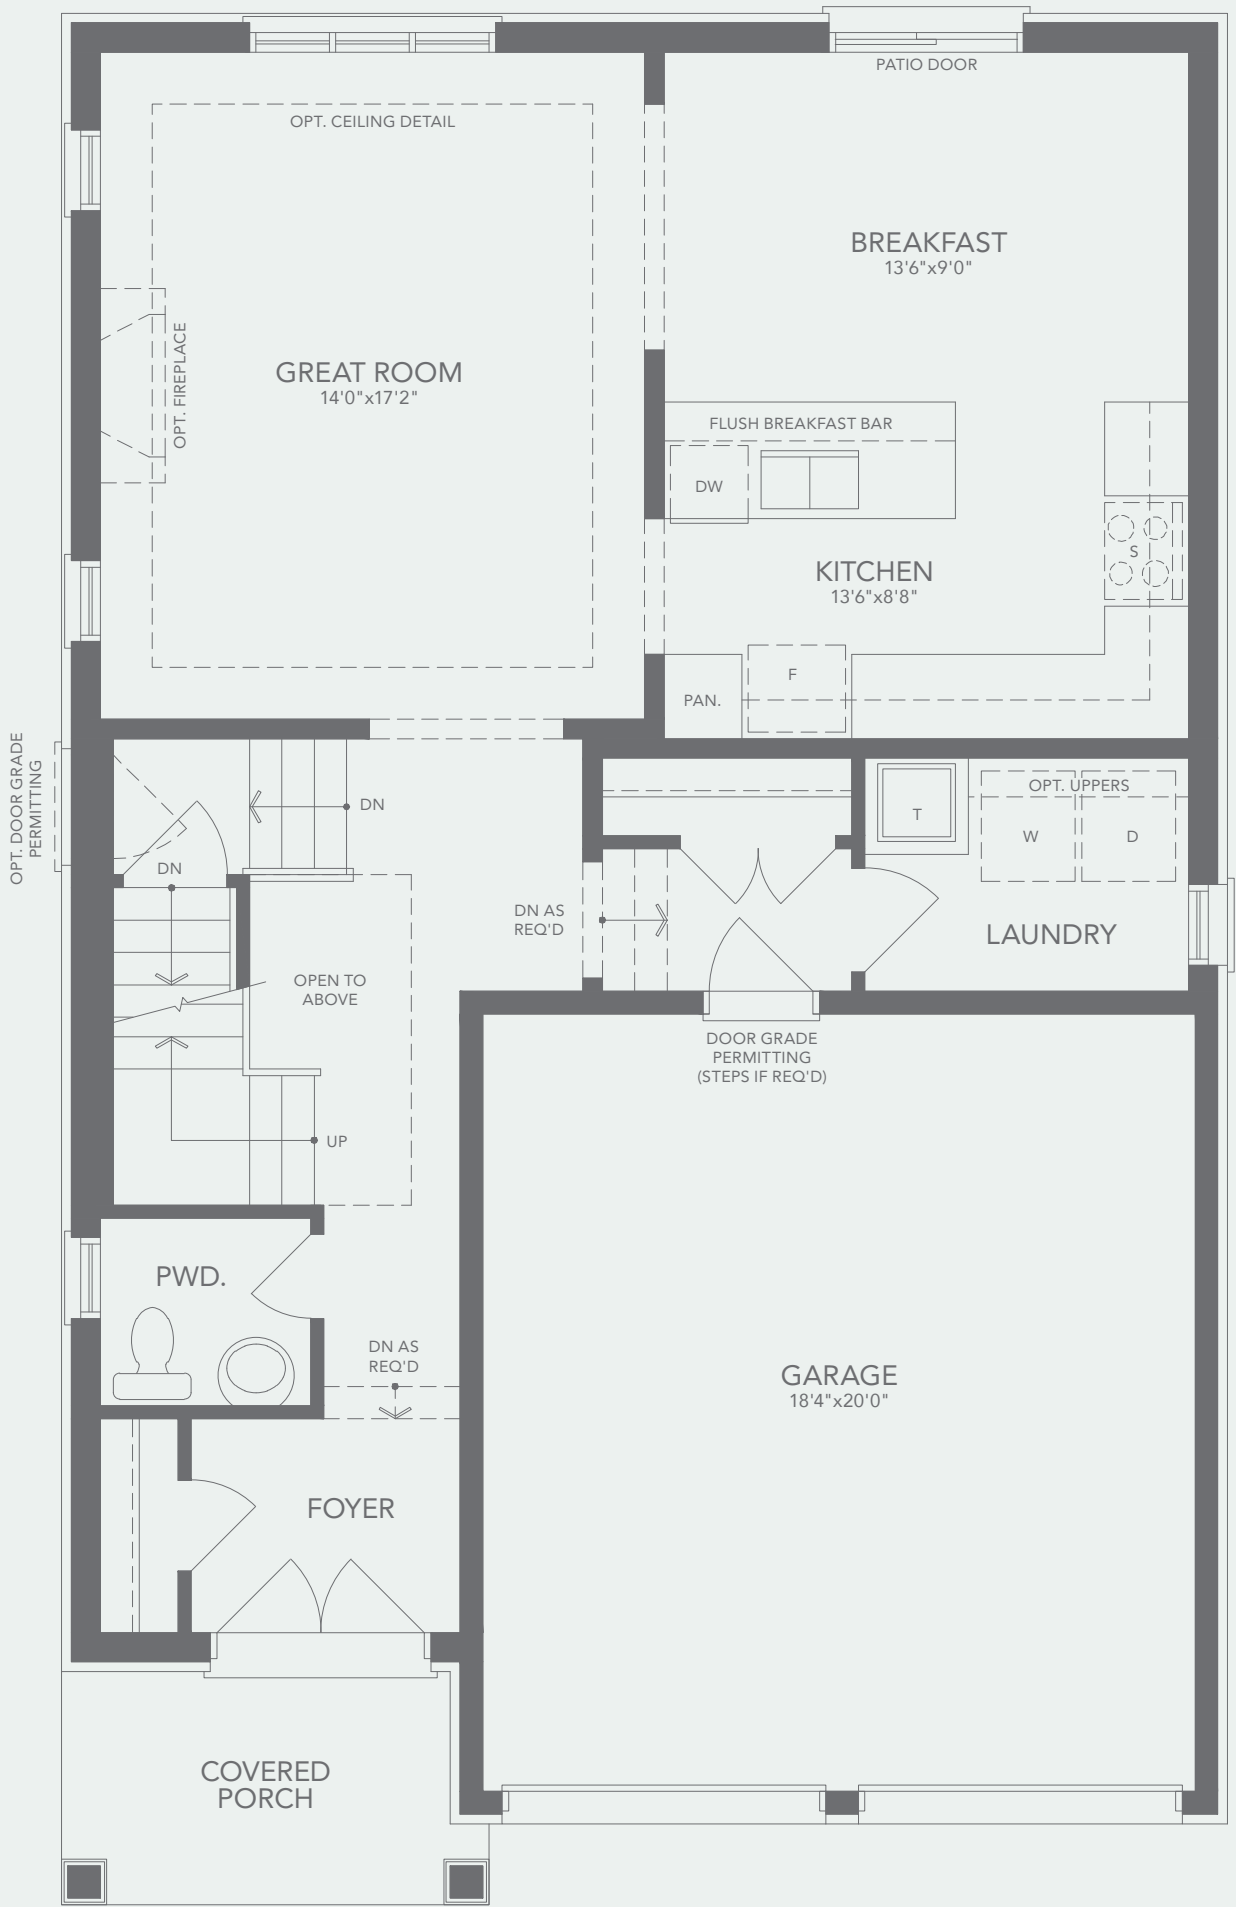 PATIO DOOR
OPT. CEILING DETAIL
BREAKFAST
13'6"x9'0"
OPT. FIREPLACE
GREAT ROOM
14'0"x17'2"
FLUSH BREAKFAST BAR
DW
S
KITCHEN
13'6"x8'8"
F
PAN.
OPT. DOOR GRADE
PERMITTING
DN
OPT. UPPERS
T
W
D
DN
DN AS
REQ'D
LAUNDRY
OPEN TO
ABOVE
DOOR GRADE
PERMITTING
(STEPS IF REQ'D)
UP
PWD.
DN AS
REQ'D
GARAGE
18'4"x20'0"
FOYER
COVERED
PORCH